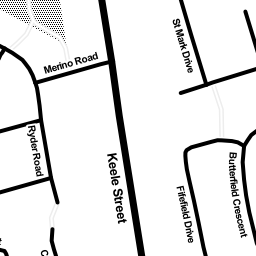 St Mark Drive
Merino Road
Ryder Road
Keele Street
Fifefield Drive
Butterfield Crescent
C